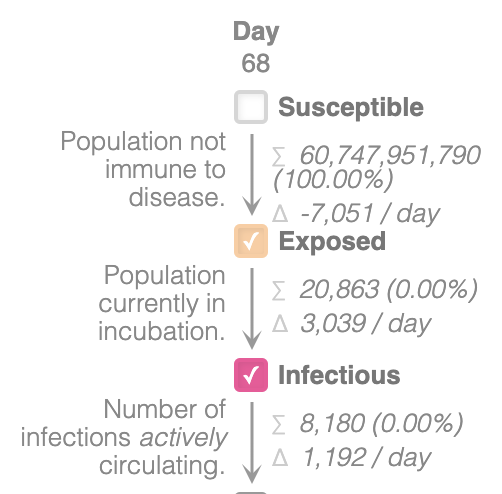 Day
68
Susceptible
Population not
immune to
disease.
∑ 60,747,951,790
(100.00%)
Δ -7,051 / day
Exposed
Population
currently in
incubation.
∑ 20,863 (0.00%)
Δ 3,039 / day
Infectious
Number of
infections actively
circulating.
∑ 8,180 (0.00%)
Δ 1,192 / day